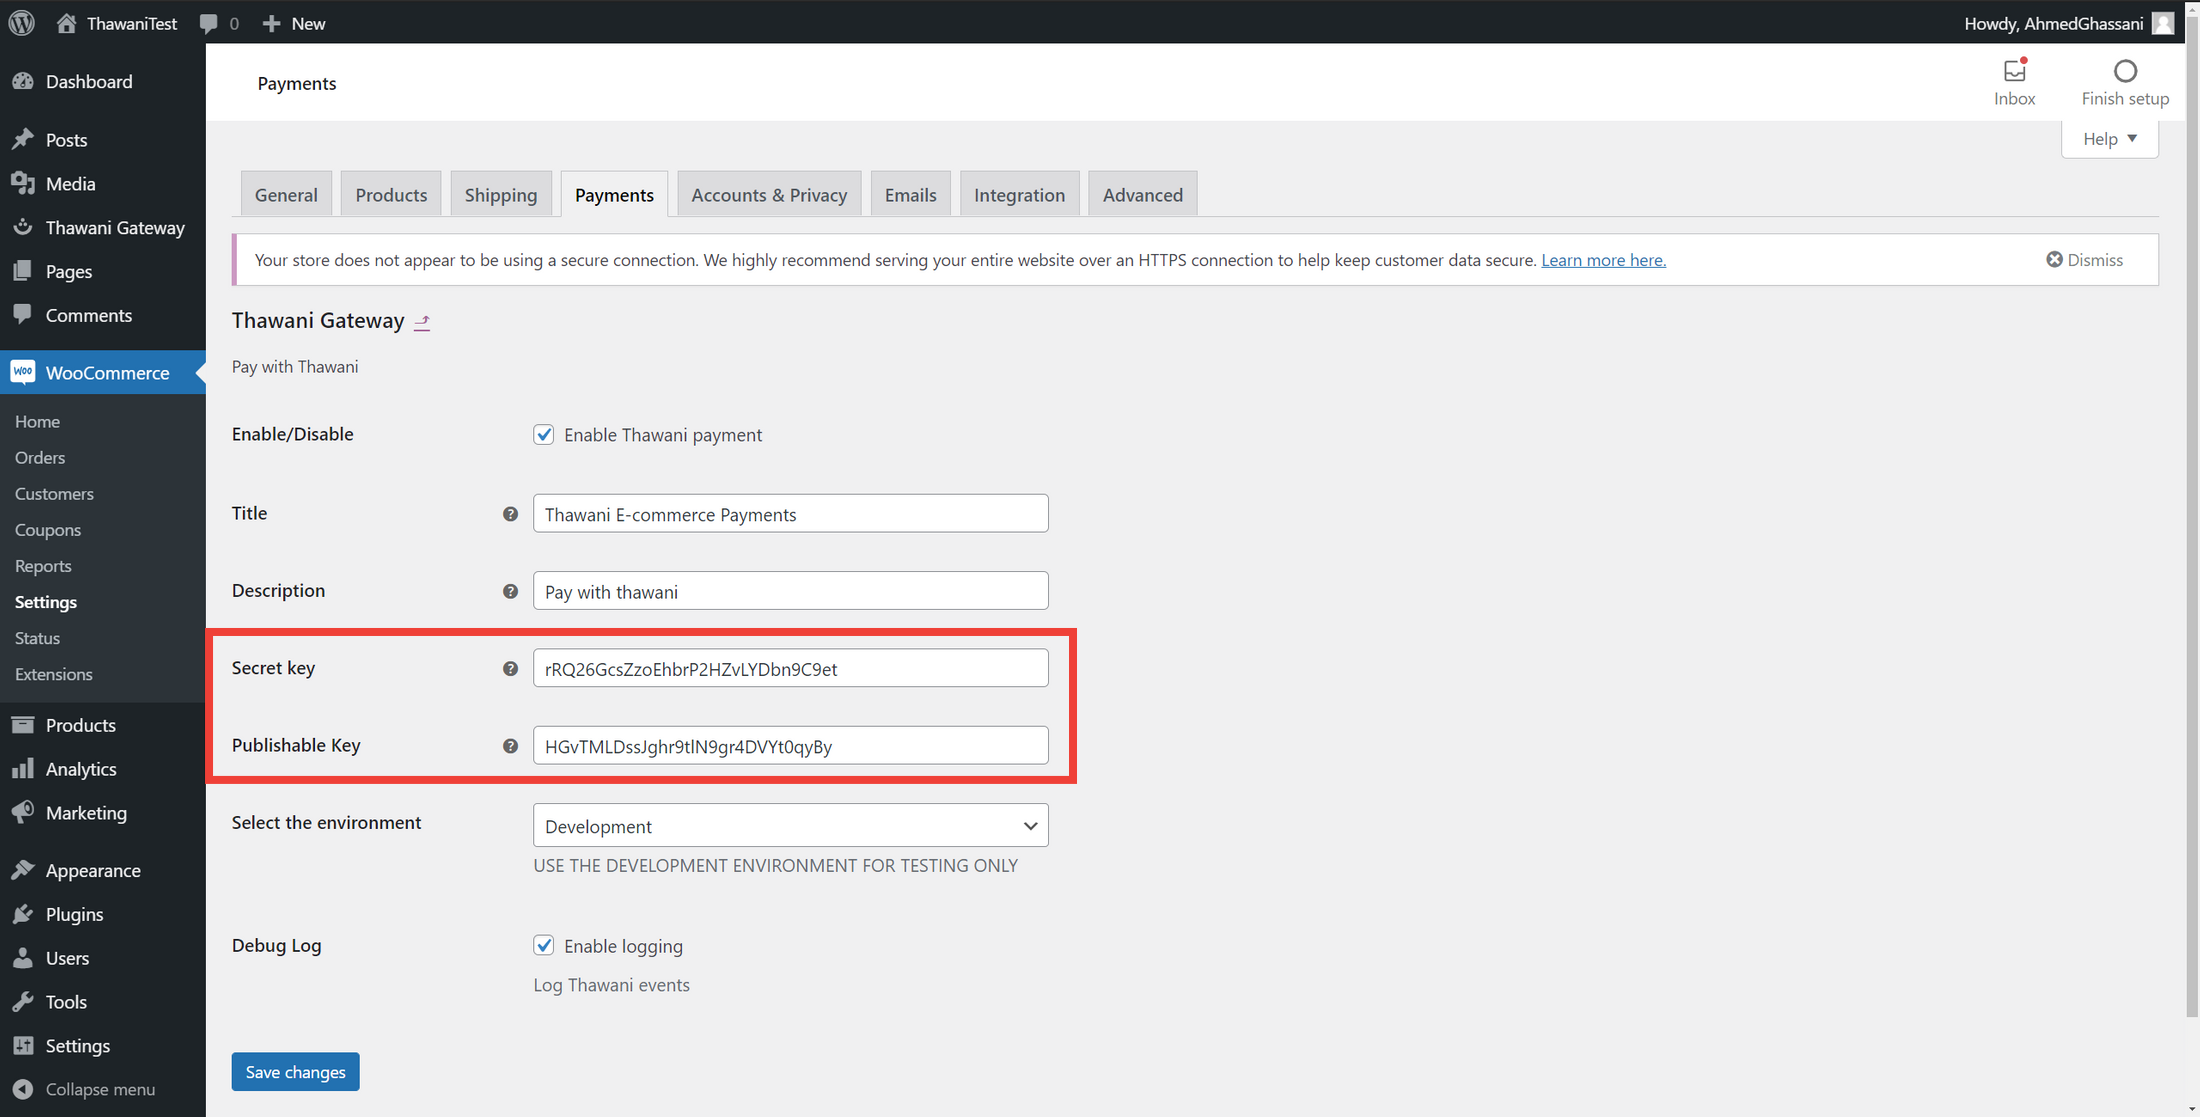 ThawaniTest
0
New
Howdy, AhmedGhassani
Dashboard
Posts
Media
Thawani Gateway
Pages
Comments
Woo
WooCommerce
Home
Orders
Customers
Coupons
Reports
Settings
Status
Extensions
Products
Analytics
Marketing
Appearance
Plugins
Users
Tools
Settings
Collapse menu
Payments
Inbox
Finish setup
Help
General
Products
Shipping
Payments
Accounts & Privacy
Emails
Integration
Advanced
Your store does not appear to be using a secure connection. We highly recommend serving your entire website over an HTTPS connection to help keep customer data secure. Learn more here.
Dismiss
Thawani Gateway
Pay with Thawani
Enable/Disable
Enable Thawani payment
Title
Thawani E-commerce Payments
Description
Pay with thawani
Secret key
rRQ26GcsZzoEhbrP2HZvLYDbn9C9et
Publishable Key
HGvTMLDssJghr9tlN9gr4DVYt0qyBy
Select the environment
Development
USE THE DEVELOPMENT ENVIRONMENT FOR TESTING ONLY
Debug Log
Enable logging
Log Thawani events
Save changes